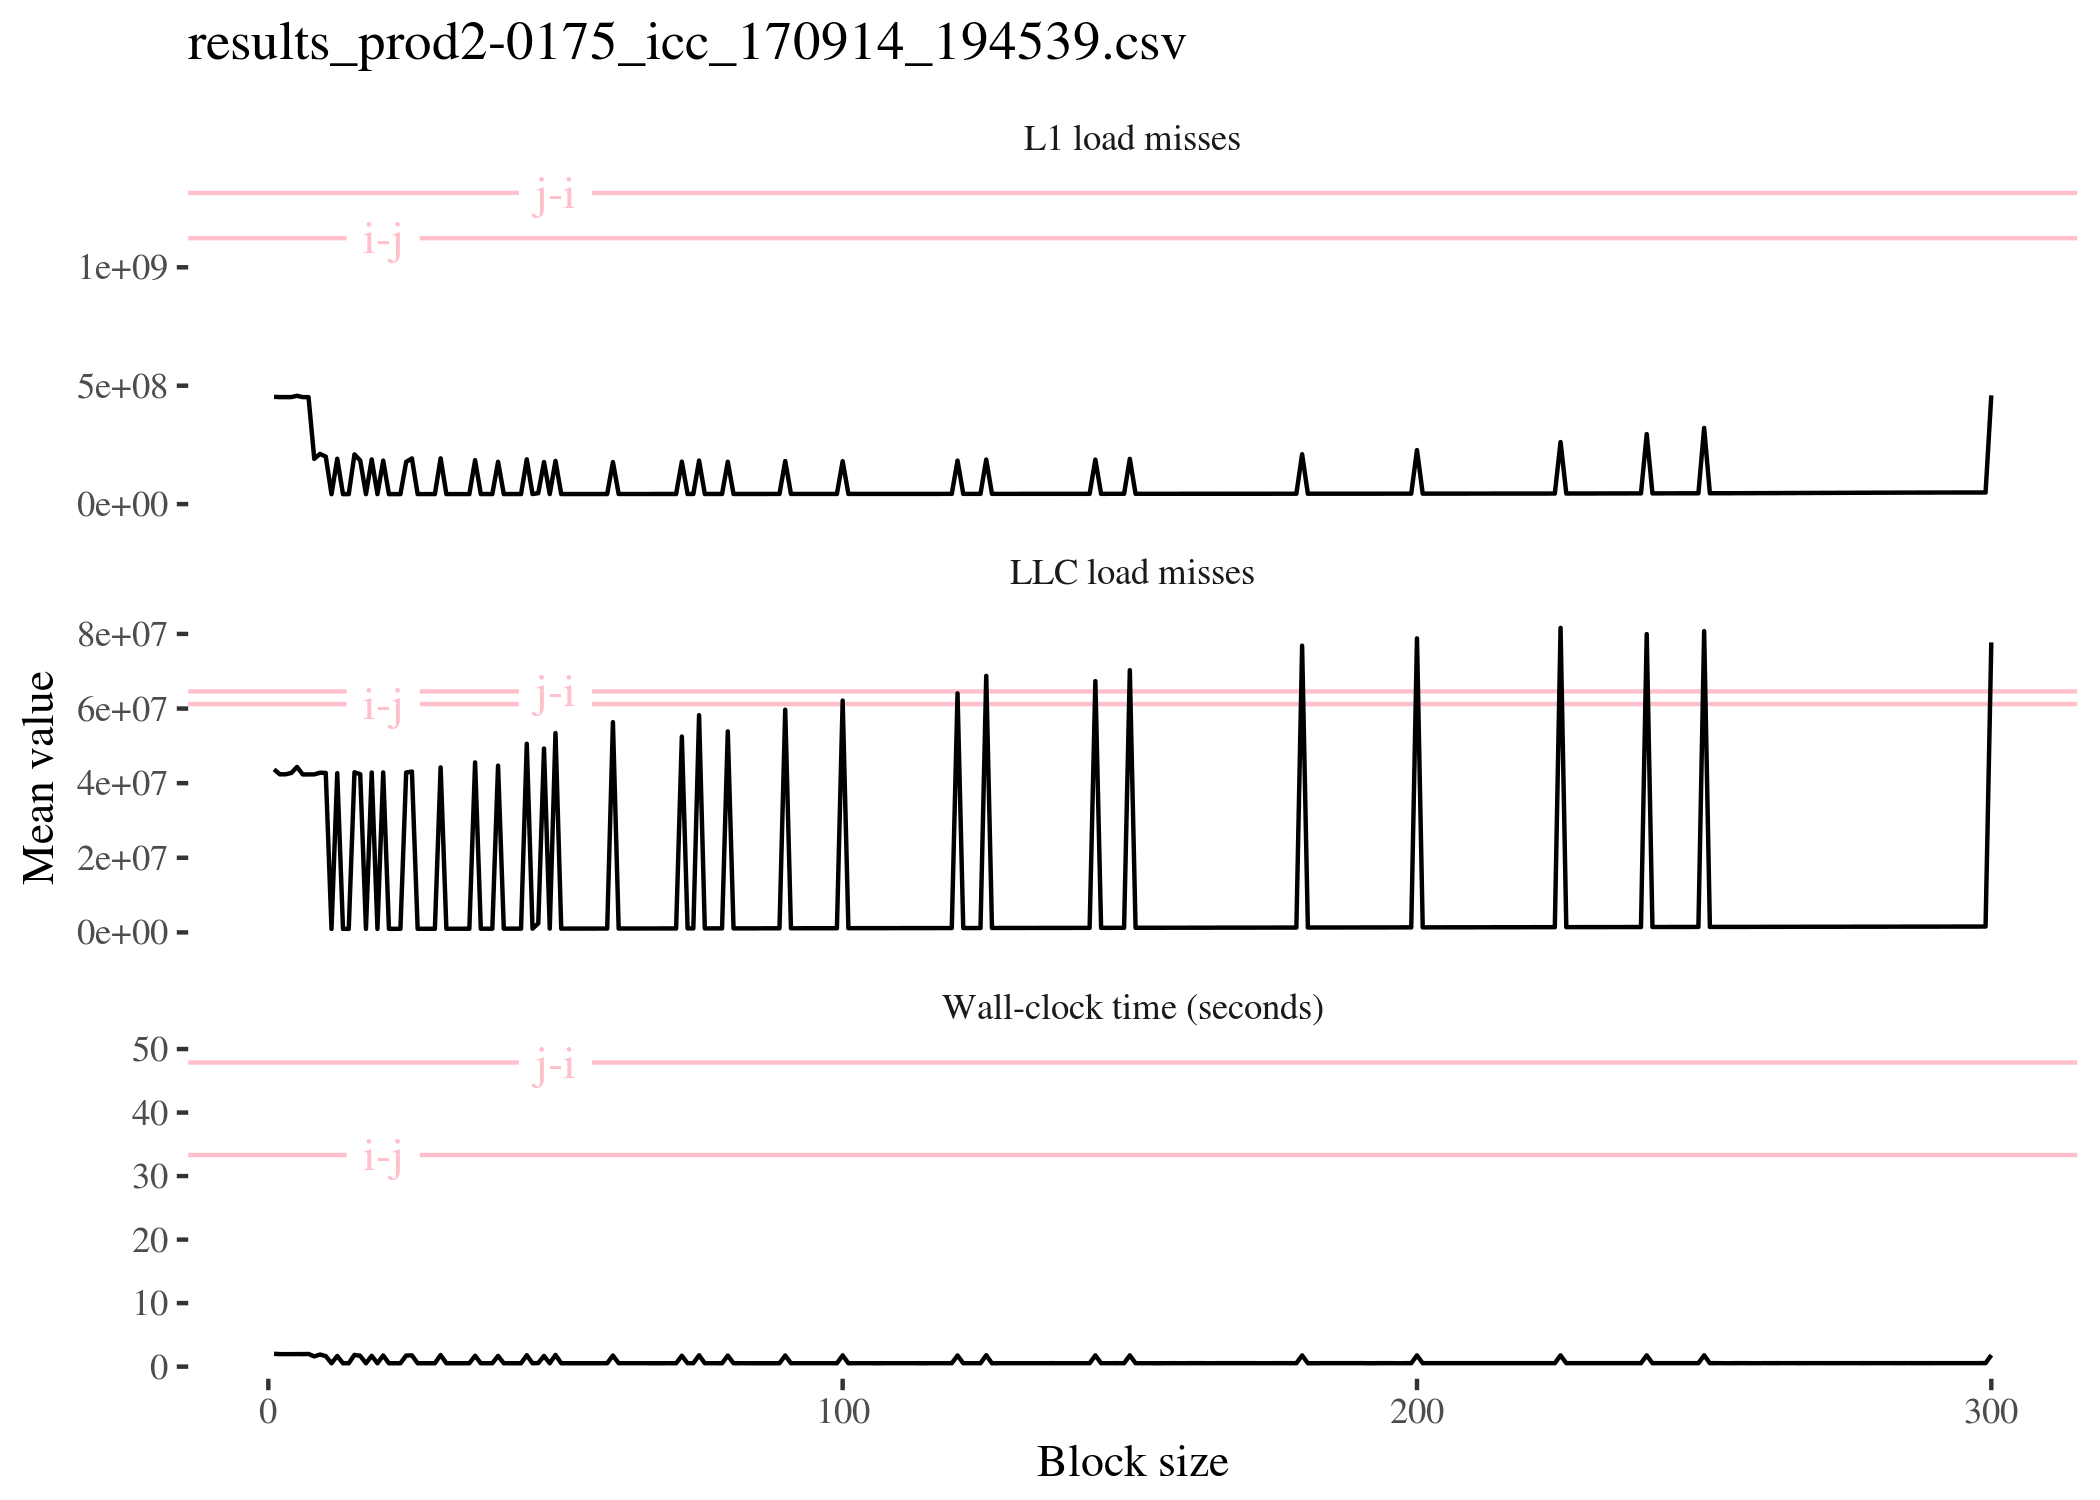 results_prod2-0175_icc_170914_194539.csv
L1 load misses
j-i
i-j
1e+09
5e+08
0e+00
LLC load misses
8e+07
6e+07
4e+07
2e+07
0e+00
i-j
j-i
Mean value
Wall-clock time (seconds)
50
40
30
20
10
0
j-i
i-j
0 100 200 300
Block size